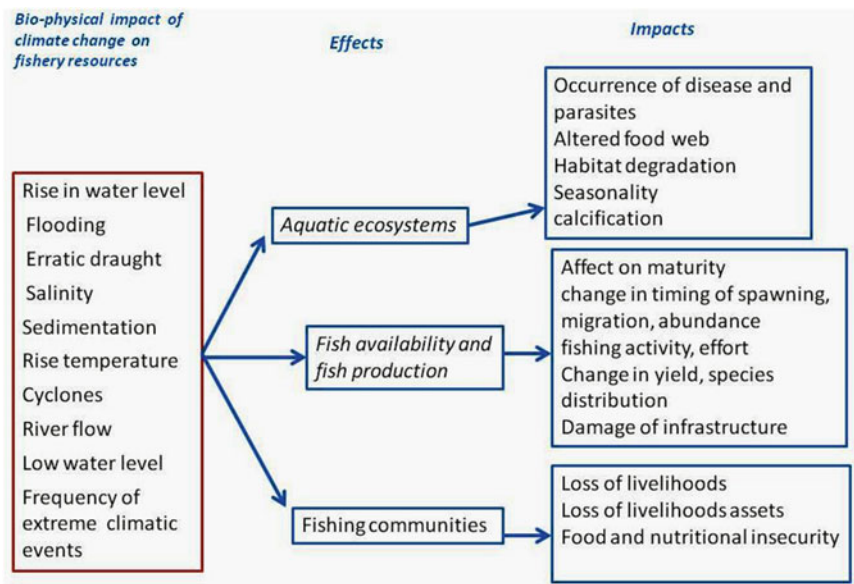 Bio-physical impact of
climate change on
fishery resources
Effects
Impacts
Rise in water level
Flooding
Erratic draught
Salinity
Sedimentation
Rise temperature
Cyclones
River flow
Low water level
Frequency of
extreme climatic
events
Aquatic ecosystems
Fish availability and
fish production
Fishing communities
Occurrence of disease and
parasites
Altered food web
Habitat degradation
Seasonality
calcification
Affect on maturity
change in timing of spawning,
migration, abundance
fishing activity, effort
Change in yield, species
distribution
Damage of infrastructure
Loss of livelihoods
Loss of livelihoods assets
Food and nutritional insecurity